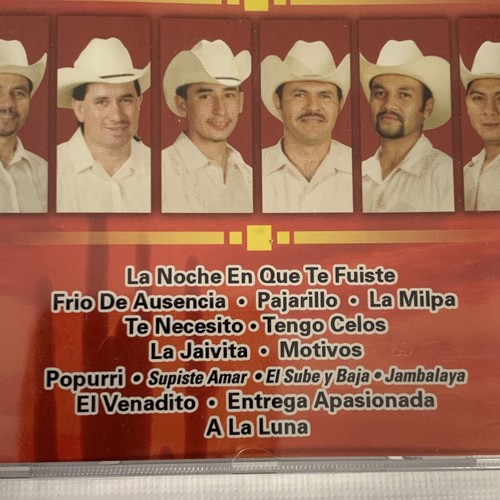 La Noche En Que Te Fuiste
Frio De Ausencia • Pajarillo • La Milpa
Te Necesito • Tengo Celos
La Jaivita • Motivos
Popurri • Supiste Amar • El Sube y Baja • Jambalaya
El Venadito • Entrega Apasionada
A La Luna